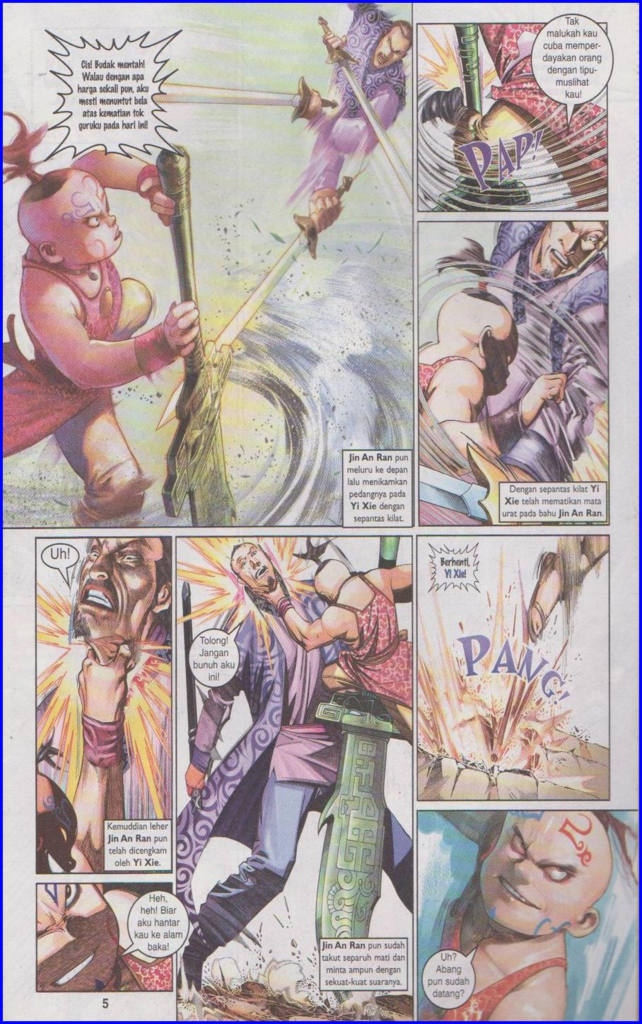 Cis! Budak mentah!
Walau dengan apa
harga sekali pun, aku
mesti menuntut bela
atas kematian tok
guruku pada hari ini!
Jin An Ran pun
meluru ke depan
lalu menikamkan
pedangnya pada
Yi Xie dengan
sepantas kilat.
Tak
malukah kau
cuba memper-
dayakan orang
dengan tipu-
muslihat
kau!
PAP!
Dengan sepantas kilat Yi
Xie telah mematikan mata
urat pada bahu Jin An Ran.
Uh!
Kemuddian leher
Jin An Ran pun
telah dicengkam
oleh Yi Xie.
Heh,
heh! Biar
aku hantar
kau ke alam
baka!
Tolong!
Jangan
bunuh aku
ini!
Jin An Ran pun sudah
takut separuh mati dan
minta ampun dengan
sekuat-kuat suaranya.
Berhenti,
Yi Xie!
PANG!
Uh?
Abang
pun sudah
datang?
5